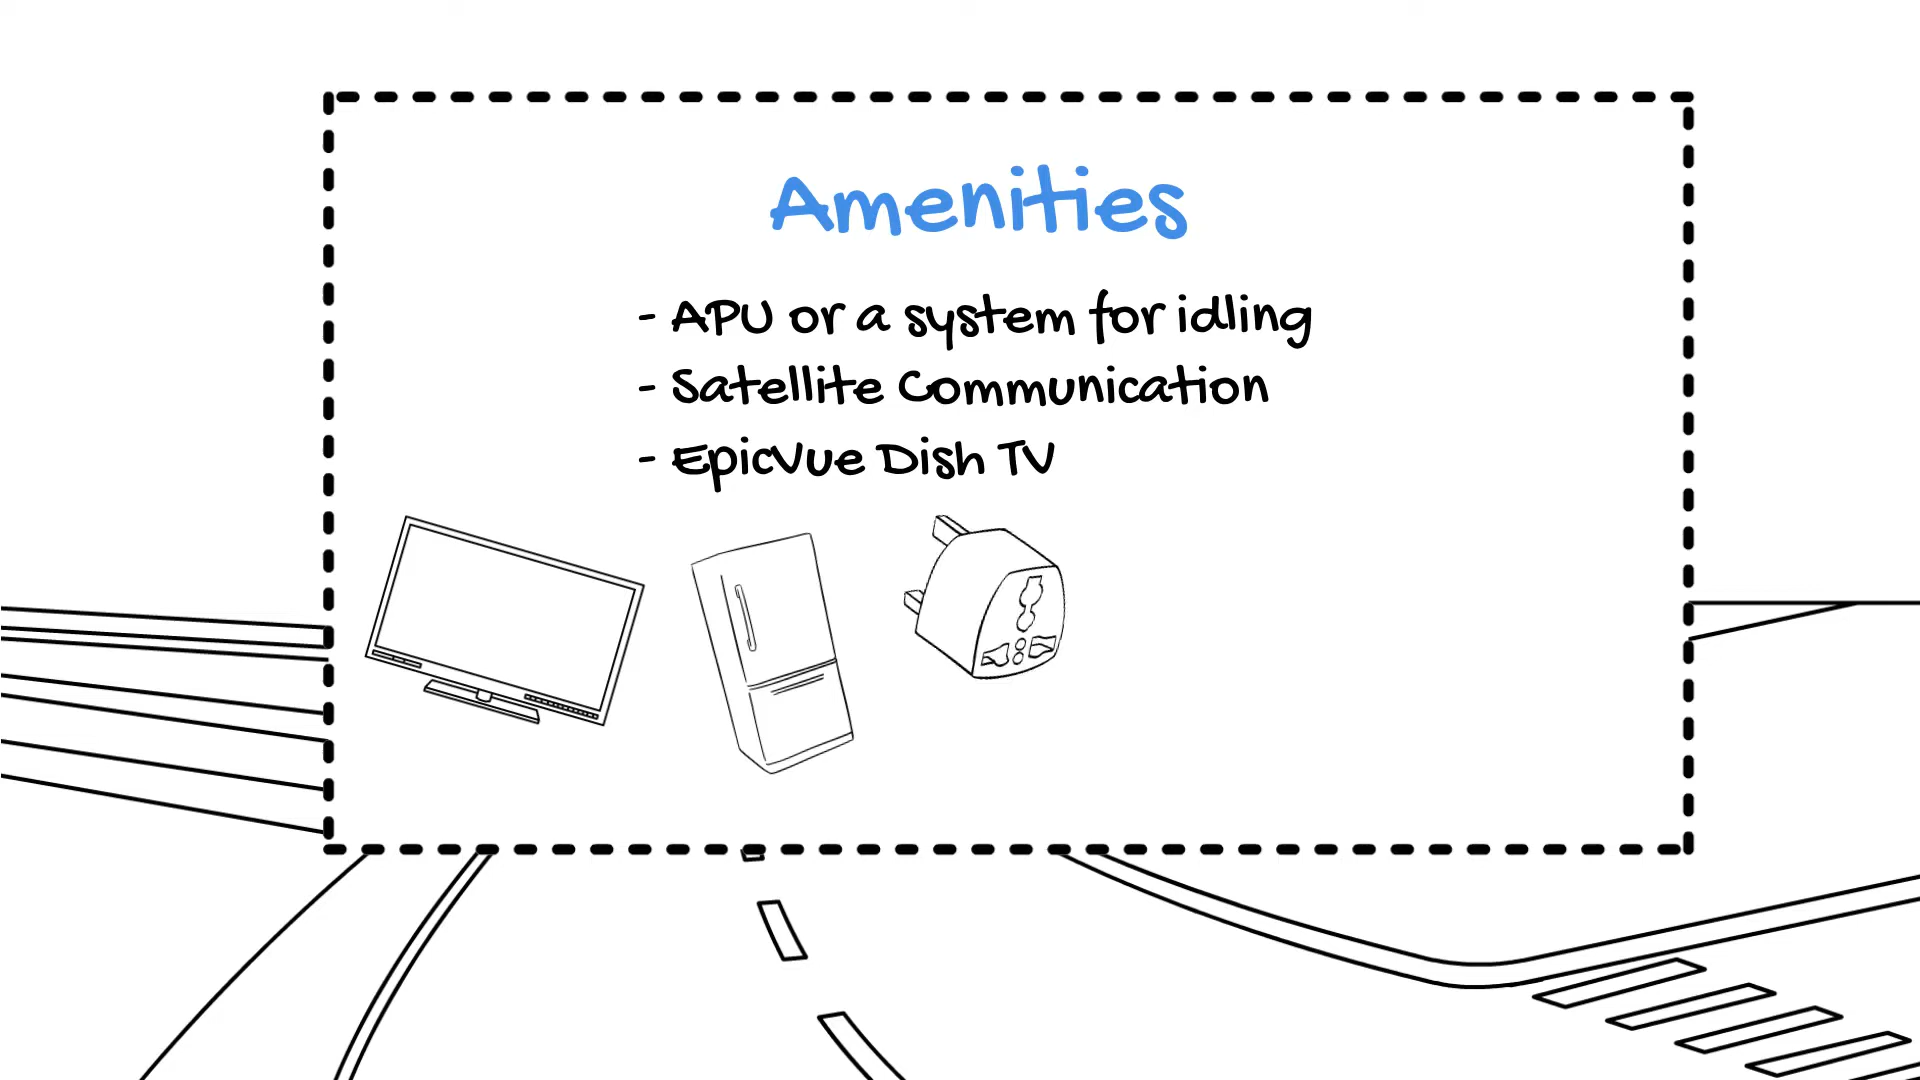 Amenities
- APU or a system for idling
- Satellite Communication
- EpicVue Dish TV